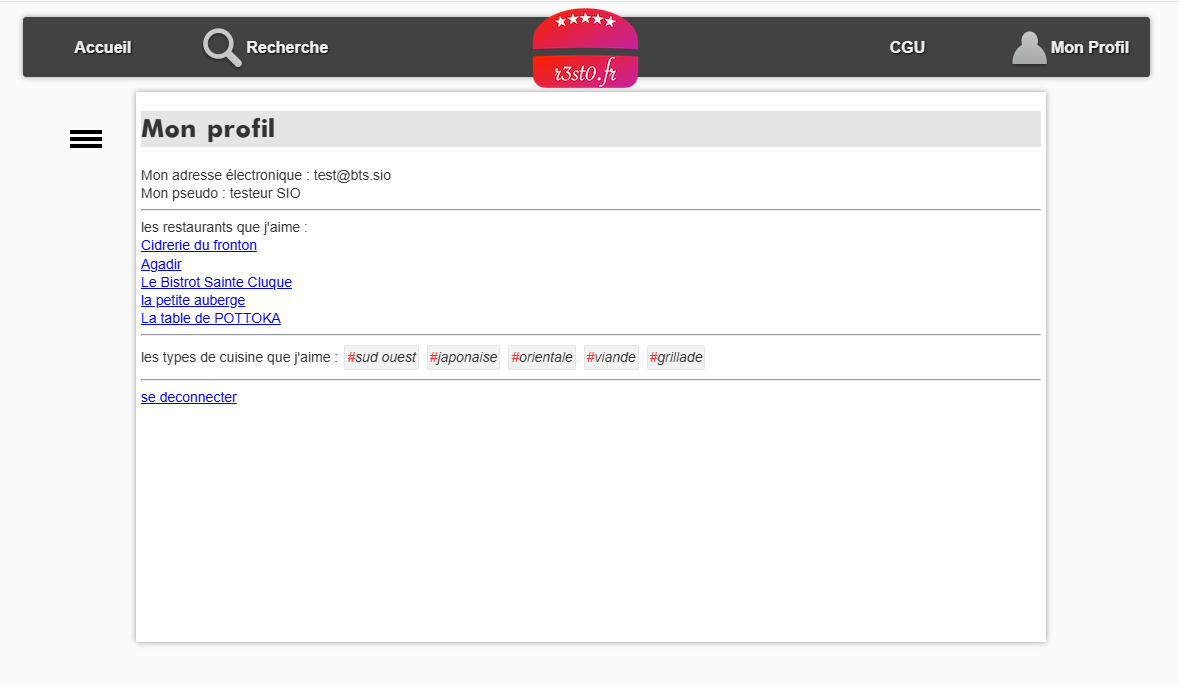 Accueil
Recherche
r3st0.fr
CGU
Mon Profil
Mon profil
Mon adresse électronique : test@bts.sio
Mon pseudo : testeur SIO
les restaurants que j'aime :
Cidrerie du fronton
Agadir
Le Bistrot Sainte Cluque
la petite auberge
La table de POTTOKA
les types de cuisine que j'aime : #sud ouest #japonaise #orientale #viande #grillade
se deconnecter